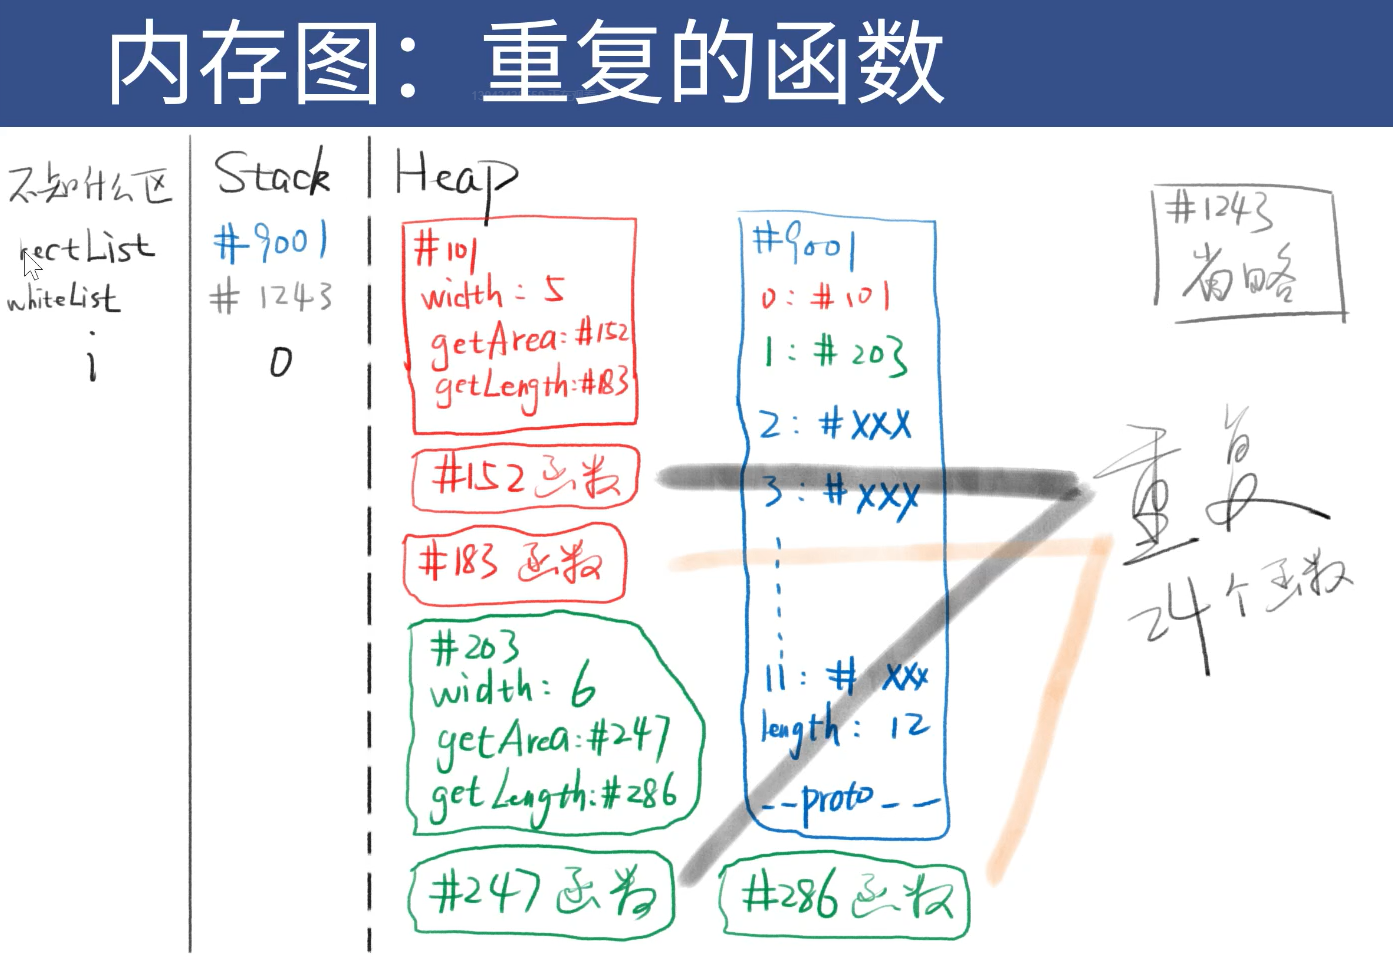 内存图：重复的函数
不知什么区
Stack
Heap
rectList
#9001
whiteList
#1243
i
0
#101
width: 5
getArea:#152
getLength:#183
#152 函数
#183 函数
#203
width: 6
getArea:#247
getLength:#286
#247 函数
#9001
0: #101
1: #203
2: #XXX
3: #XXX
11: # XXX
length: 12
--proto--
#286 函数
#1243
省略
重复
24个函数